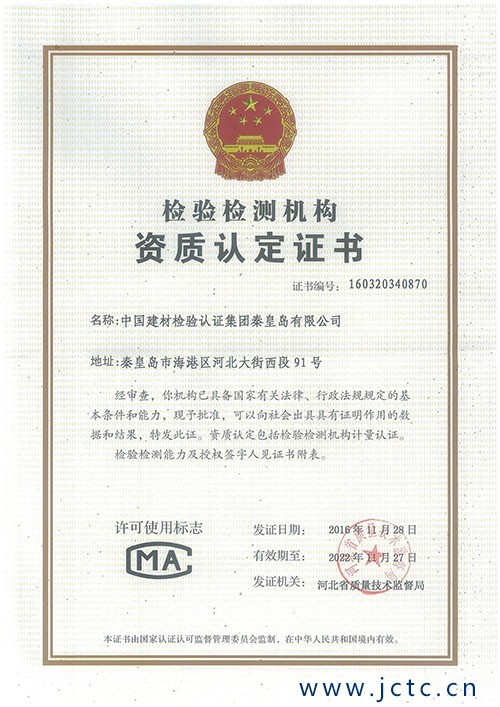 检验检测机构
资质认定证书
证书编号：160320340870
名称:中国建材检验认证集团秦皇岛有限公司
地址:秦皇岛市海港区河北大街西段91号
经审查，你机构已具备国家有关法律、行政法规规定的基
本条件和能力，现予批准，可以向社会出具具有证明作用的数
据和结果，特发此证。资质认定包括检验检测机构计量认证。
检验检测能力及授权签字人见证书附表。
许可使用标志
MA
发证日期：2016年11月28日
有效期至：2022年11月27日
发证机关：河北省质量技术监督局
本证书由国家认证认可监督管理委员会监制，在中华人民共和国境内有效。
www.jctc.cn